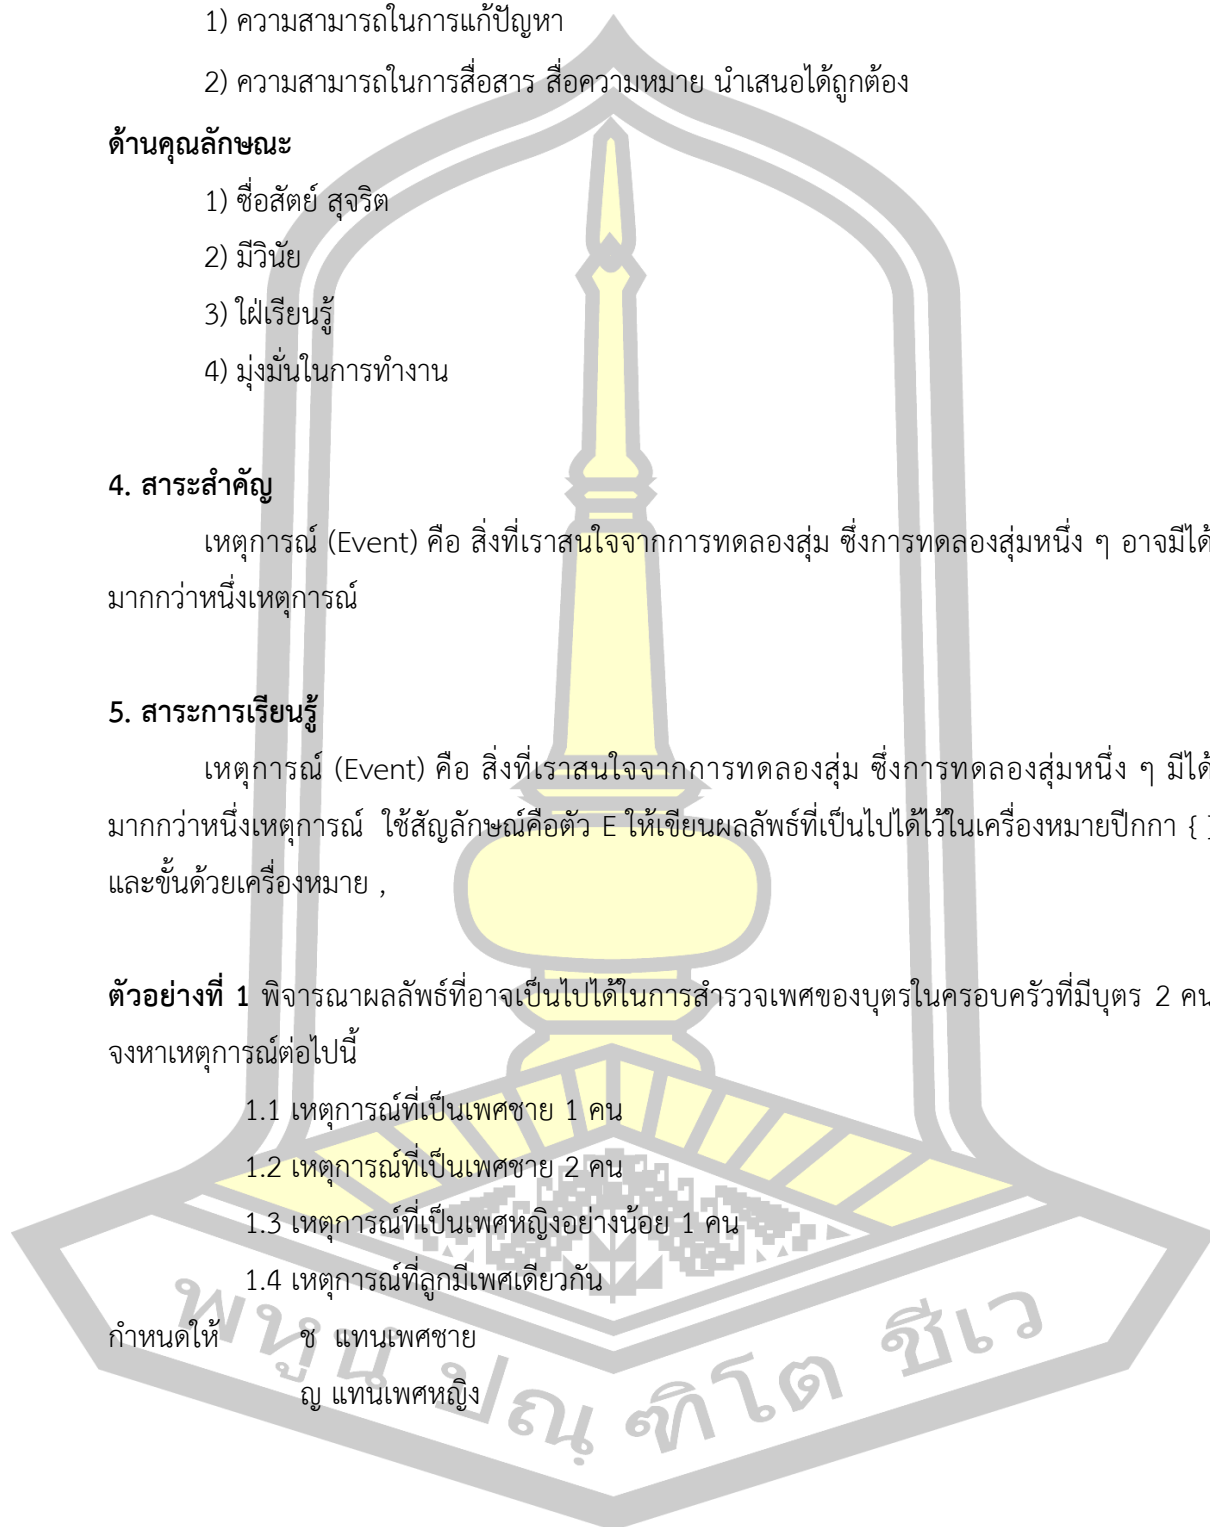 1) ความสามารถในการแก้ปัญหา
2) ความสามารถในการสื่อสาร สื่อความหมาย นำเสนอได้ถูกต้อง
ด้านคุณลักษณะ
1) ซื่อสัตย์ สุจริต
2) มีวินัย
3) ใฝ่เรียนรู้
4) มุ่งมั่นในการทำงาน
4. สาระสำคัญ
เหตุการณ์ (Event) คือ สิ่งที่เราสนใจจากการทดลองสุ่ม ซึ่งการทดลองสุ่มหนึ่ง ๆ อาจมีได้
มากกว่าหนึ่งเหตุการณ์
5. สาระการเรียนรู้
เหตุการณ์ (Event) คือ สิ่งที่เราสนใจจากการทดลองสุ่ม ซึ่งการทดลองสุ่มหนึ่ง ๆ มีได้
มากกว่าหนึ่งเหตุการณ์ ใช้สัญลักษณ์คือตัว E ให้เขียนผลลัพธ์ที่เป็นไปได้ไว้ในเครื่องหมายปีกกา { }
และขั้นด้วยเครื่องหมาย ,
ตัวอย่างที่ 1 พิจารณาผลลัพธ์ที่อาจเป็นไปได้ในการสำรวจเพศของบุตรในครอบครัวที่มีบุตร 2 คน
จงหาเหตุการณ์ต่อไปนี้
1.1 เหตุการณ์ที่เป็นเพศชาย 1 คน
1.2 เหตุการณ์ที่เป็นเพศชาย 2 คน
1.3 เหตุการณ์ที่เป็นเพศหญิงอย่างน้อย 1 คน
1.4 เหตุการณ์ที่ลูกมีเพศเดียวกัน
กำหนดให้ ช แทนเพศชาย
ญ แทนเพศหญิง
พหูนํ ปณฺฑิโต ชีเว